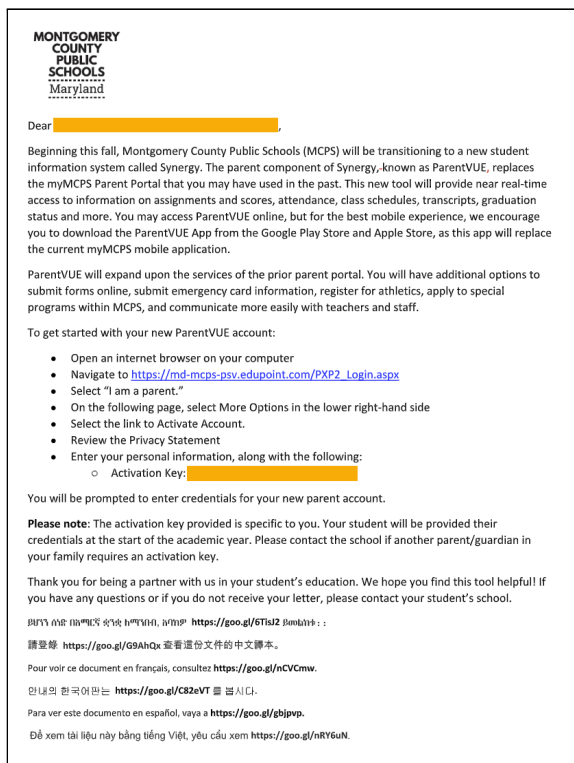 MONTGOMERY
COUNTY
PUBLIC
SCHOOLS
Maryland
Dear ,
Beginning this fall, Montgomery County Public Schools (MCPS) will be transitioning to a new student
information system called Synergy. The parent component of Synergy, known as ParentVUE, replaces
the myMCPS Parent Portal that you may have used in the past. This new tool will provide near real-time
access to information on assignments and scores, attendance, class schedules, transcripts, graduation
status and more. You may access ParentVUE online, but for the best mobile experience, we encourage
you to download the ParentVUE App from the Google Play Store and Apple Store, as this app will replace
the current myMCPS mobile application.
ParentVUE will expand upon the services of the prior parent portal. You will have additional options to
submit forms online, submit emergency card information, register for athletics, apply to special
programs within MCPS, and communicate more easily with teachers and staff.
To get started with your new ParentVUE account:
• Open an internet browser on your computer
• Navigate to https://md-mcps-psv.edupoint.com/PXP2_Login.aspx
• Select “I am a parent.”
• On the following page, select More Options in the lower right-hand side
• Select the link to Activate Account.
• Review the Privacy Statement
• Enter your personal information, along with the following:
o Activation Key:
You will be prompted to enter credentials for your new parent account.
Please note: The activation key provided is specific to you. Your student will be provided their
credentials at the start of the academic year. Please contact the school if another parent/guardian in
your family requires an activation key.
Thank you for being a partner with us in your student’s education. We hope you find this tool helpful! If
you have any questions or if you do not receive your letter, please contact your student’s school.
ይህንን ሰነድ በአማርኛ ቋንቋ ለማንበብ, እባክዎ https://goo.gl/6TisJ2 ይመልከቱ፡፡
請登錄 https://goo.gl/G9AhQx 查看這份文件的中文譯本。
Pour voir ce document en français, consultez https://goo.gl/nCVCmw.
안내의 한국어판는 https://goo.gl/C82eVT 를 봅시다.
Para ver este documento en español, vaya a https://goo.gl/gbjpvp.
Để xem tài liệu này bằng tiếng Việt, yêu cầu xem https://goo.gl/nRY6uN.